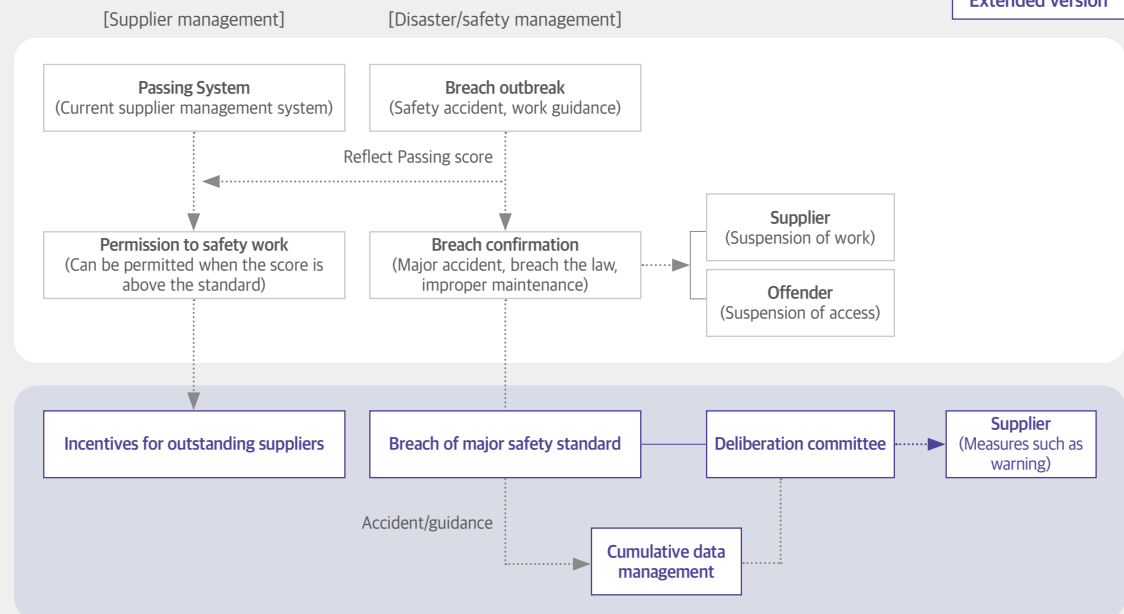 Extended Version
[Supplier management]
[Disaster/safety management]
Passing System
(Current supplier management system)
Breach outbreak
(Safety accident, work guidance)
Reflect Passing score
Permission to safety work
(Can be permitted when the score is
above the standard)
Breach confirmation
(Major accident, breach the law,
improper maintenance)
Supplier
(Suspension of work)
Offender
(Suspension of access)
Incentives for outstanding suppliers
Breach of major safety standard
Deliberation committee
Supplier
(Measures such as
warning)
Accident/guidance
Cumulative data
management